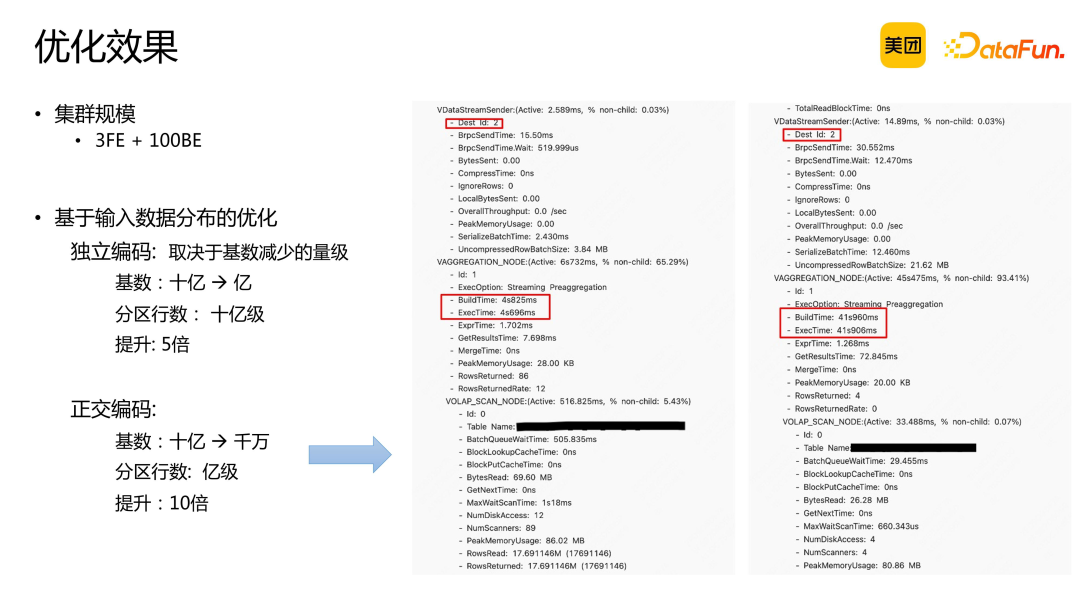 优化效果
美团
DataFun.
• 集群规模
• 3FE + 100BE
• 基于输入数据分布的优化
独立编码: 取决于基数减少的量级
基数：十亿 → 亿
分区行数： 十亿级
提升: 5倍
正交编码:
基数：十亿 → 千万
分区行数: 亿级
提升：10倍
VDataStreamSender:(Active: 2.589ms, % non-child: 0.03%)
- Dest Id: 2
- BrpcSendTime: 15.50ms
- BrpcSendTime.Wait: 519.999us
- BytesSent: 0.00
- CompressTime: 0ns
- IgnoreRows: 0
- LocalBytesSent: 0.00
- OverallThroughput: 0.0 /sec
- PeakMemoryUsage: 0.00
- SerializeBatchTime: 2.430ms
- UncompressedRowBatchSize: 3.84 MB
VAGGREGATION_NODE:(Active: 6s732ms, % non-child: 65.29%)
- Id: 1
- ExecOption: Streaming Preaggregation
- BuildTime: 4s825ms
- ExecTime: 4s696ms
- ExprTime: 1.702ms
- GetResultsTime: 7.698ms
- MergeTime: 0ns
- PeakMemoryUsage: 28.00 KB
- RowsReturned: 86
- RowsReturnedRate: 12
VOLAP_SCAN_NODE:(Active: 516.825ms, % non-child: 5.43%)
- Id: 0
- Table Name:
- BatchQueueWaitTime: 505.835ms
- BlockLookupCacheTime: 0ns
- BlockPutCacheTime: 0ns
- BytesRead: 69.60 MB
- GetNextTime: 0ns
- MaxWaitScanTime: 1s18ms
- NumDiskAccess: 12
- NumScanners: 89
- PeakMemoryUsage: 86.02 MB
- RowsRead: 17.691146M (17691146)
- RowsReturned: 17.691146M (17691146)
- TotalReadBlockTime: 0ns
VDataStreamSender:(Active: 14.89ms, % non-child: 0.03%)
- Dest Id: 2
- BrpcSendTime: 30.552ms
- BrpcSendTime.Wait: 12.470ms
- BytesSent: 0.00
- CompressTime: 0ns
- IgnoreRows: 0
- LocalBytesSent: 0.00
- OverallThroughput: 0.0 /sec
- PeakMemoryUsage: 0.00
- SerializeBatchTime: 12.460ms
- UncompressedRowBatchSize: 21.62 MB
VAGGREGATION_NODE:(Active: 45s475ms, % non-child: 93.41%)
- Id: 1
- ExecOption: Streaming Preaggregation
- BuildTime: 41s960ms
- ExecTime: 41s906ms
- ExprTime: 1.268ms
- GetResultsTime: 72.845ms
- MergeTime: 0ns
- PeakMemoryUsage: 20.00 KB
- RowsReturned: 4
- RowsReturnedRate: 0
VOLAP_SCAN_NODE:(Active: 33.488ms, % non-child: 0.07%)
- Id: 0
- Table Name:
- BatchQueueWaitTime: 29.455ms
- BlockLookupCacheTime: 0ns
- BlockPutCacheTime: 0ns
- BytesRead: 26.28 MB
- GetNextTime: 0ns
- MaxWaitScanTime: 660.343us
- NumDiskAccess: 4
- NumScanners: 4
- PeakMemoryUsage: 80.86 MB